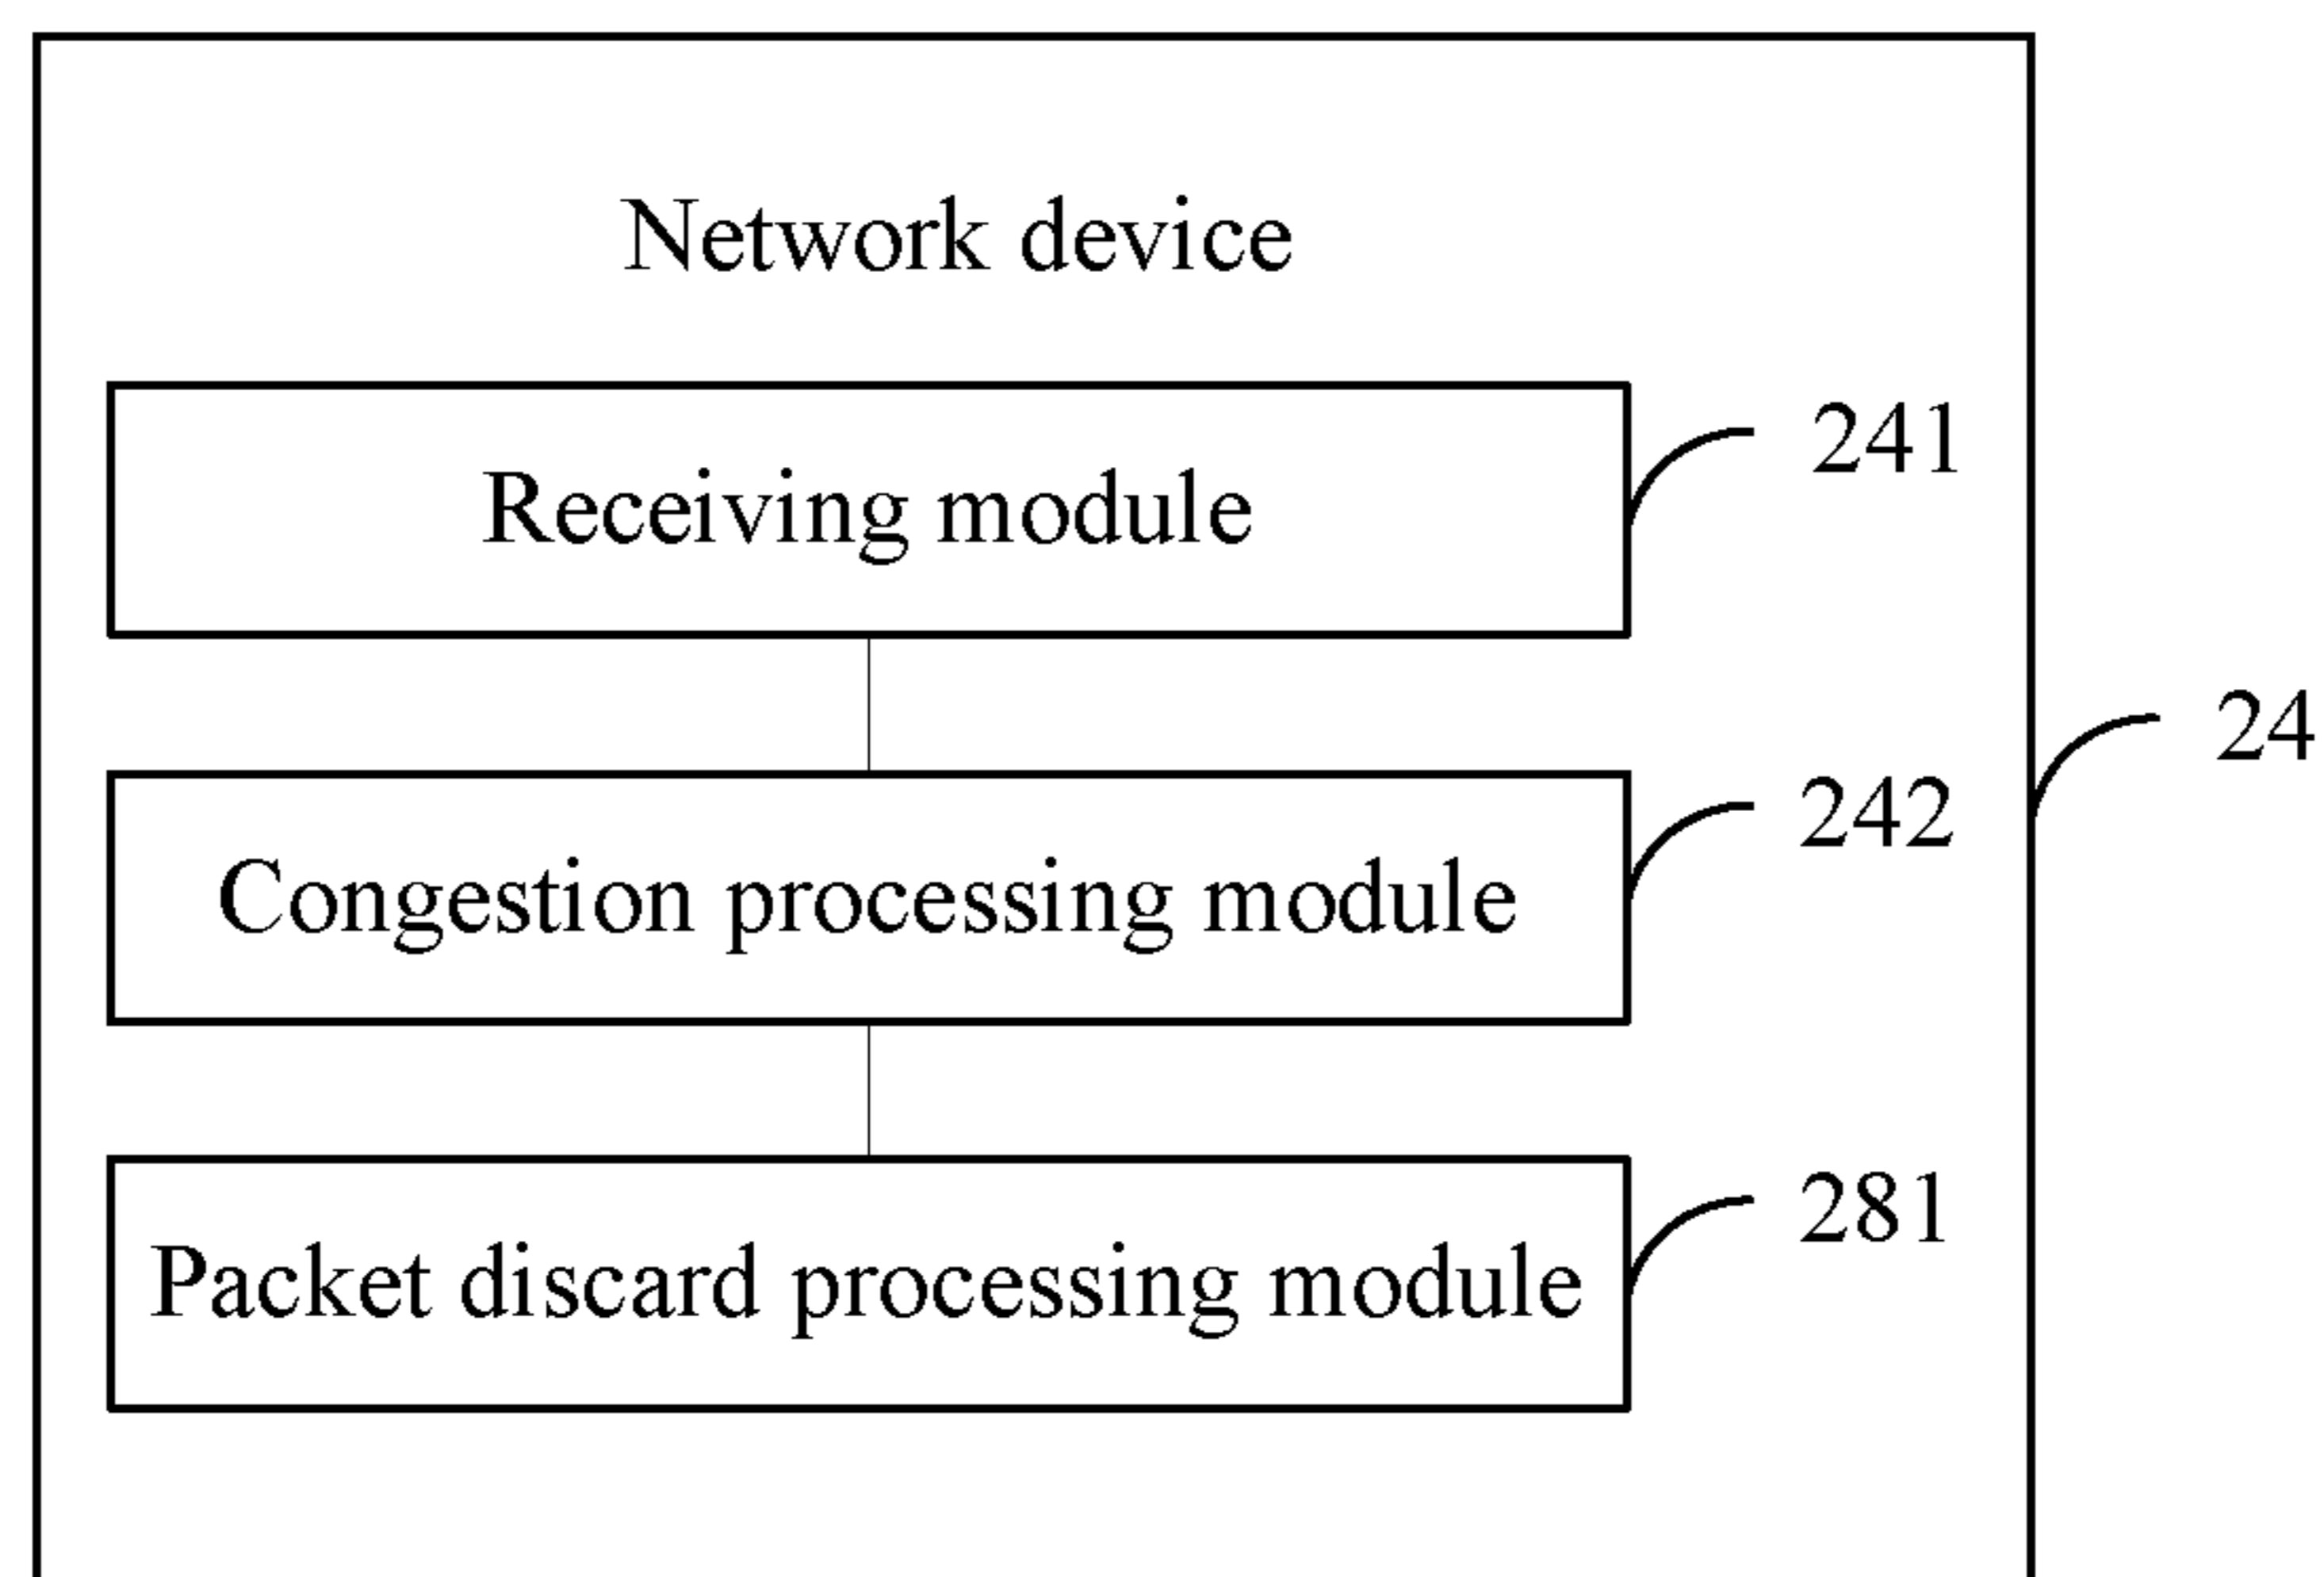 Network device
241
Receiving module
24
242
Congestion processing module
281
Packet discard processing module